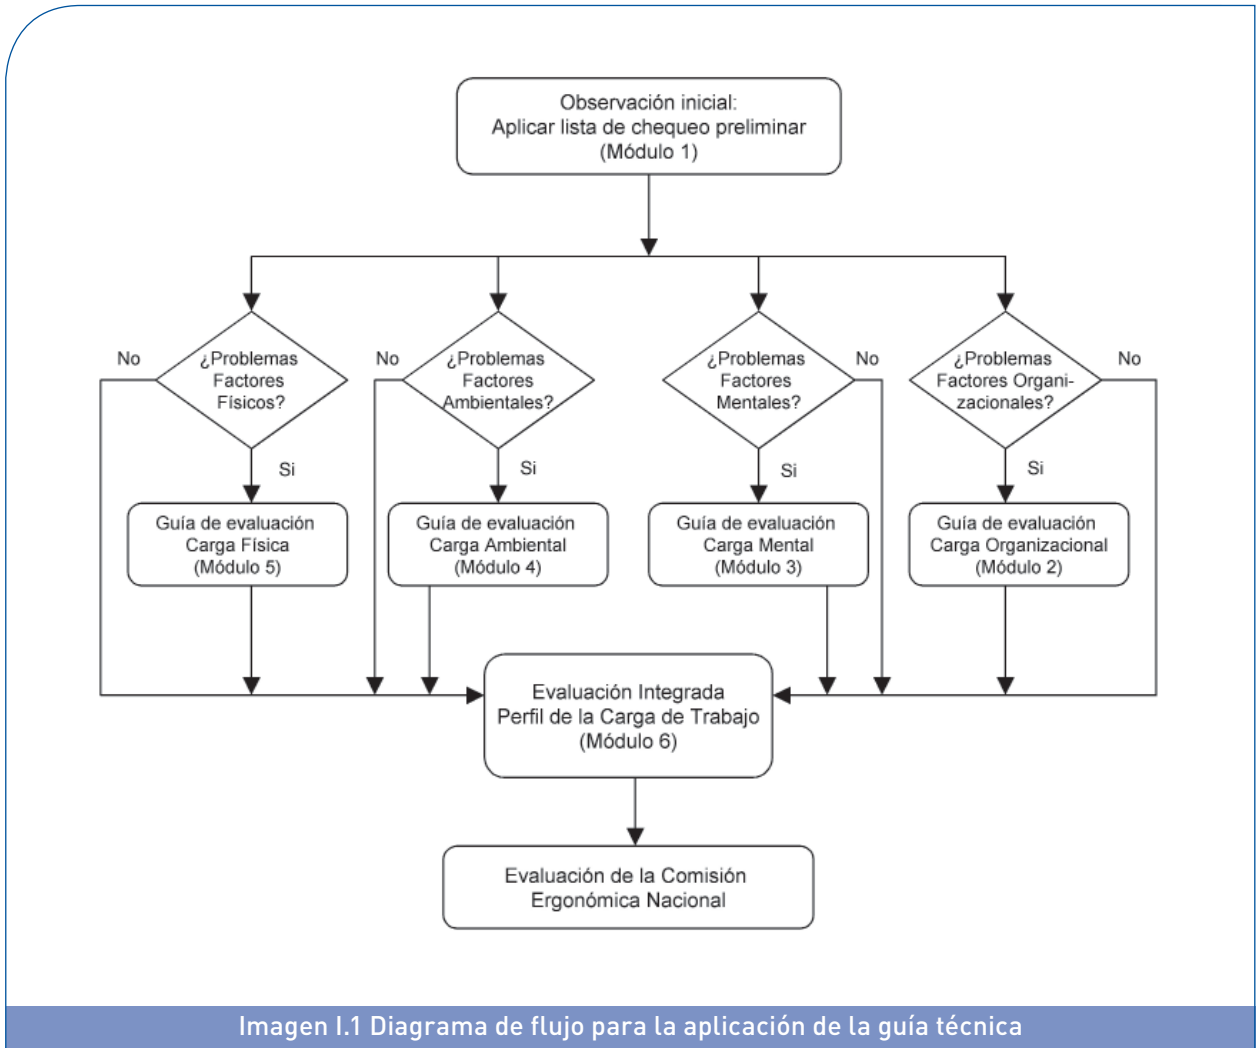 Observación inicial:
Aplicar lista de chequeo preliminar
(Módulo 1)
No
¿Problemas
Factores
Físicos?
No
¿Problemas
Factores
Ambientales?
¿Problemas
Factores
Mentales?
No
¿Problemas
Factores Organi-
zacionales?
No
Si
Si
Si
Si
Guía de evaluación
Carga Física
(Módulo 5)
Guía de evaluación
Carga Ambiental
(Módulo 4)
Guía de evaluación
Carga Mental
(Módulo 3)
Guía de evaluación
Carga Organizacional
(Módulo 2)
Evaluación Integrada
Perfil de la Carga de Trabajo
(Módulo 6)
Evaluación de la Comisión
Ergonómica Nacional
Imagen I.1 Diagrama de flujo para la aplicación de la guía técnica